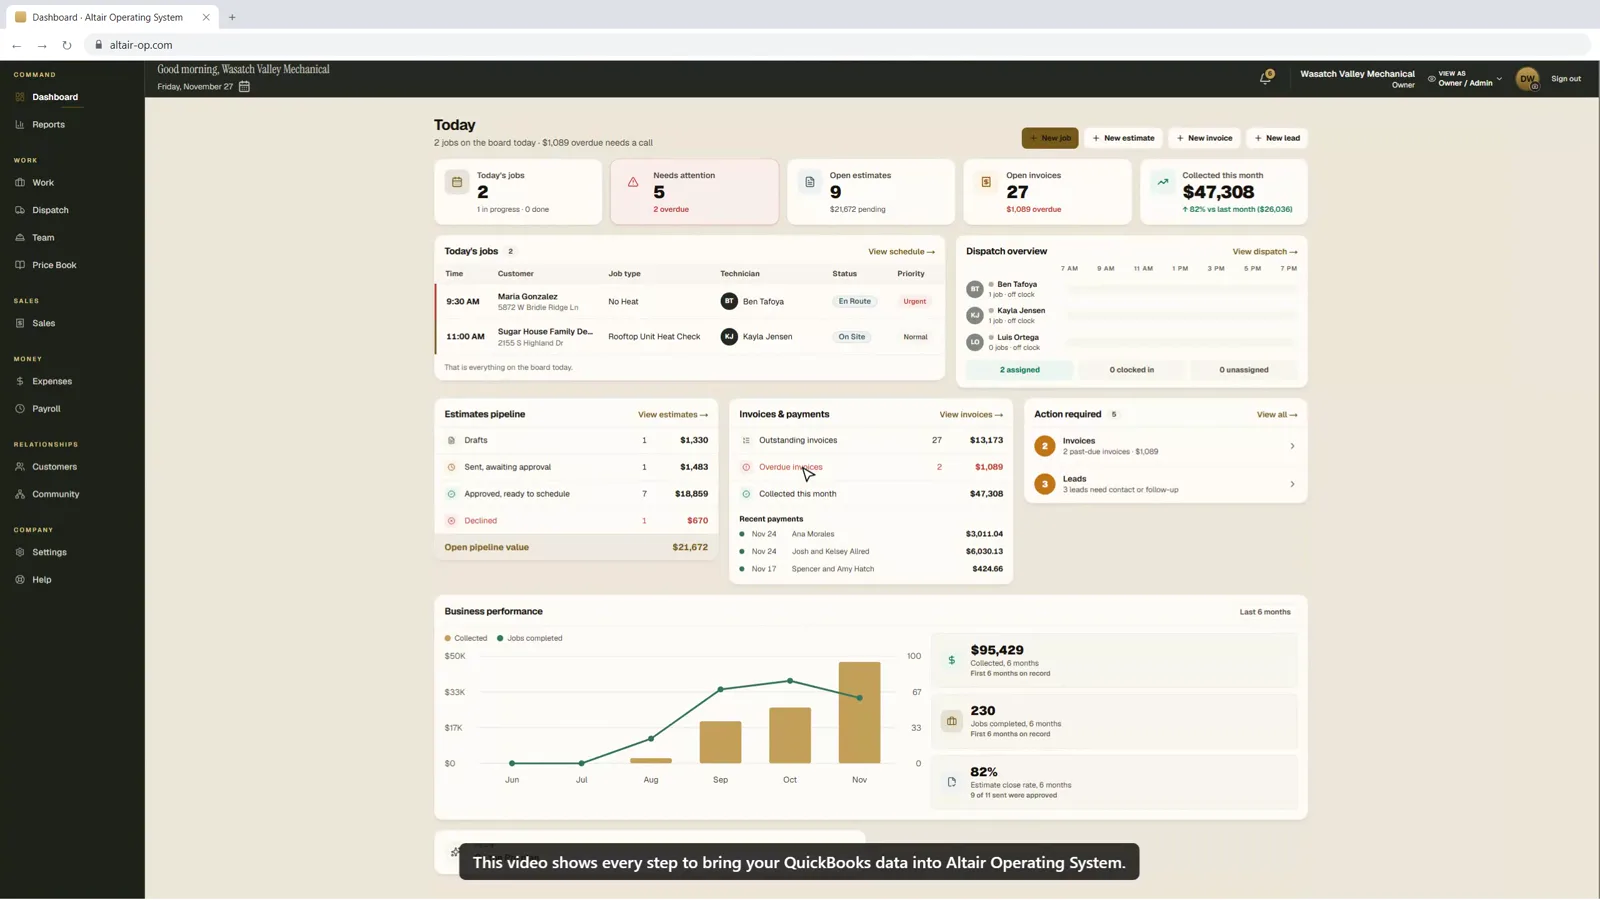 Dashboard · Altair Operating System
altair-op.com
COMMAND
Dashboard
Reports
WORK
Work
Dispatch
Team
Price Book
SALES
Sales
MONEY
Expenses
Payroll
RELATIONSHIPS
Customers
Community
COMPANY
Settings
Help
Good morning, Wasatch Valley Mechanical
Friday, November 27
6
Wasatch Valley Mechanical
Owner
VIEW AS
Owner / Admin
DW
Sign out
Today
2 jobs on the board today · $1,089 overdue needs a call
+ New job
+ New estimate
+ New invoice
+ New lead
Today's jobs
2
1 in progress · 0 done
Needs attention
5
2 overdue
Open estimates
9
$21,672 pending
Open invoices
27
$1,089 overdue
Collected this month
$47,308
↑ 82% vs last month ($26,036)
Today's jobs 2
View schedule →
Time Customer Job type Technician Status Priority
9:30 AM Maria Gonzalez No Heat BT Ben Tafoya En Route Urgent
5872 W Bridle Ridge Ln
11:00 AM Sugar House Family De... Rooftop Unit Heat Check KJ Kayla Jensen On Site Normal
2155 S Highland Dr
That is everything on the board today.
Dispatch overview
View dispatch →
7 AM 9 AM 11 AM 1 PM 3 PM 5 PM 7 PM
BT Ben Tafoya
1 job · off clock
KJ Kayla Jensen
1 job · off clock
LO Luis Ortega
0 jobs · off clock
2 assigned
0 clocked in
0 unassigned
Estimates pipeline
View estimates →
Drafts 1 $1,330
Sent, awaiting approval 1 $1,483
Approved, ready to schedule 7 $18,859
Declined 1 $670
Open pipeline value $21,672
Invoices & payments
View invoices →
Outstanding invoices 27 $13,173
Overdue invoices 2 $1,089
Collected this month $47,308
Recent payments
Nov 24 Ana Morales $3,011.04
Nov 24 Josh and Kelsey Allred $6,030.13
Nov 17 Spencer and Amy Hatch $424.66
Action required 5
View all →
2 Invoices
2 past-due invoices · $1,089
3 Leads
3 leads need contact or follow-up
Business performance
Last 6 months
Collected Jobs completed
$50K
$33K
$17K
$0
100
67
33
0
Jun Jul Aug Sep Oct Nov
$95,429
Collected, 6 months
First 6 months on record
230
Jobs completed, 6 months
First 6 months on record
82%
Estimate close rate, 6 months
9 of 11 sent were approved
This video shows every step to bring your QuickBooks data into Altair Operating System.